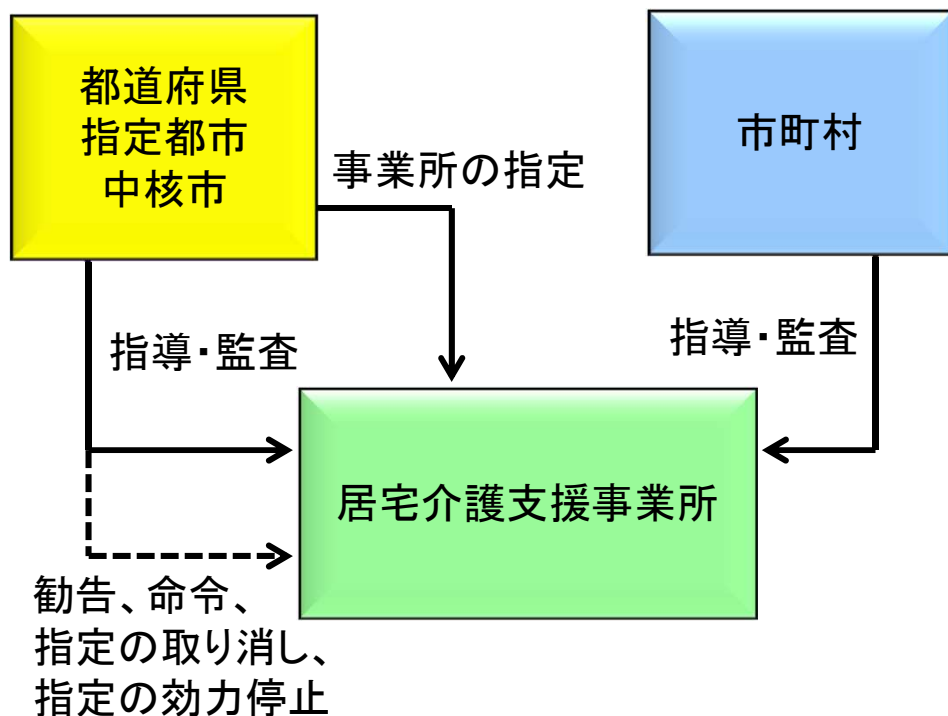 都道府県
指定都市
中核市
市町村
事業所の指定
指導・監査
指導・監査
居宅介護支援事業所
勧告、命令、
指定の取り消し、
指定の効力停止